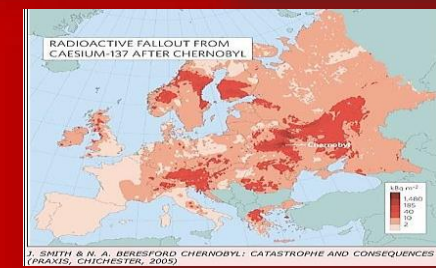 RADIOACTIVE FALLOUT FROM
CAESIUM-137 AFTER CHERNOBYL
Chernobyl
kBq m⁻²
1,480
185
40
10
2
J. SMITH & N. A. BERESFORD CHERNOBYL: CATASTROPHE AND CONSEQUENCES
(PRAXIS, CHICHESTER, 2005)